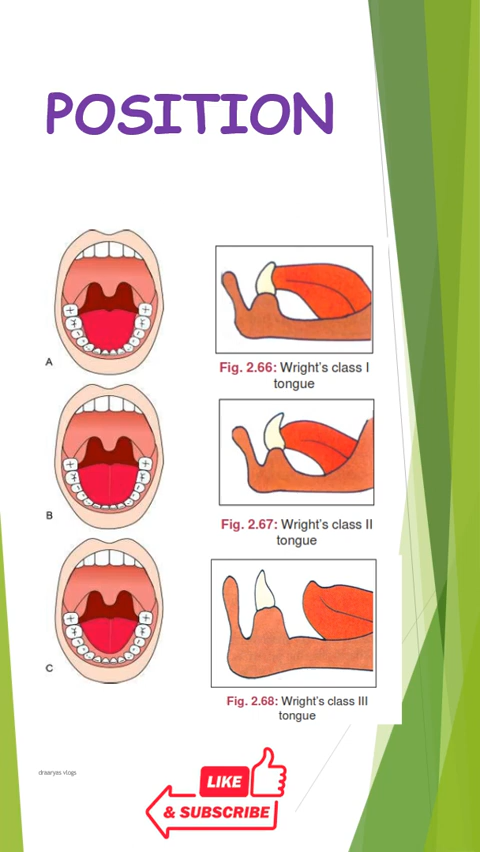 POSITION
A
Fig. 2.66: Wright's class I
tongue
B
Fig. 2.67: Wright's class II
tongue
C
Fig. 2.68: Wright's class III
tongue
draaryas vlogs
LIKE
& SUBSCRIBE